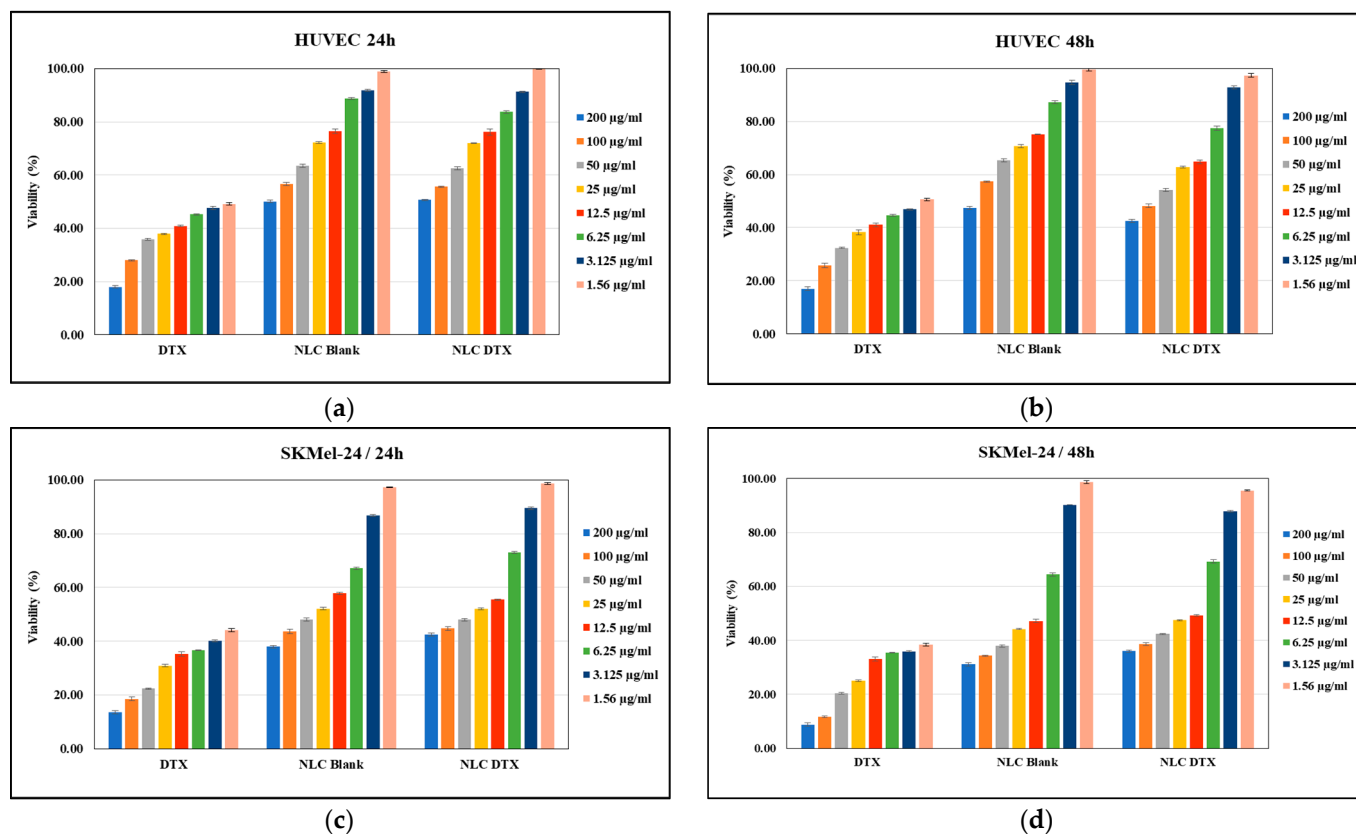 HUVEC 24h
100.00
80.00
60.00
40.00
20.00
0.00
Viability (%)
DTX NLC Blank NLC DTX
200 µg/ml
100 µg/ml
50 µg/ml
25 µg/ml
12.5 µg/ml
6.25 µg/ml
3.125 µg/ml
1.56 µg/ml
(a)
HUVEC 48h
100.00
80.00
60.00
40.00
20.00
0.00
Viability (%)
DTX NLC Blank NLC DTX
200 µg/ml
100 µg/ml
50 µg/ml
25 µg/ml
12.5 µg/ml
6.25 µg/ml
3.125 µg/ml
1.56 µg/ml
(b)
SKMel-24 / 24h
100.00
80.00
60.00
40.00
20.00
0.00
Viability (%)
DTX NLC Blank NLC DTX
200 µg/ml
100 µg/ml
50 µg/ml
25 µg/ml
12.5 µg/ml
6.25 µg/ml
3.125 µg/ml
1.56 µg/ml
(c)
SKMel-24 / 48h
100.00
80.00
60.00
40.00
20.00
0.00
Viability (%)
DTX NLC Blank NLC DTX
200 µg/ml
100 µg/ml
50 µg/ml
25 µg/ml
12.5 µg/ml
6.25 µg/ml
3.125 µg/ml
1.56 µg/ml
(d)